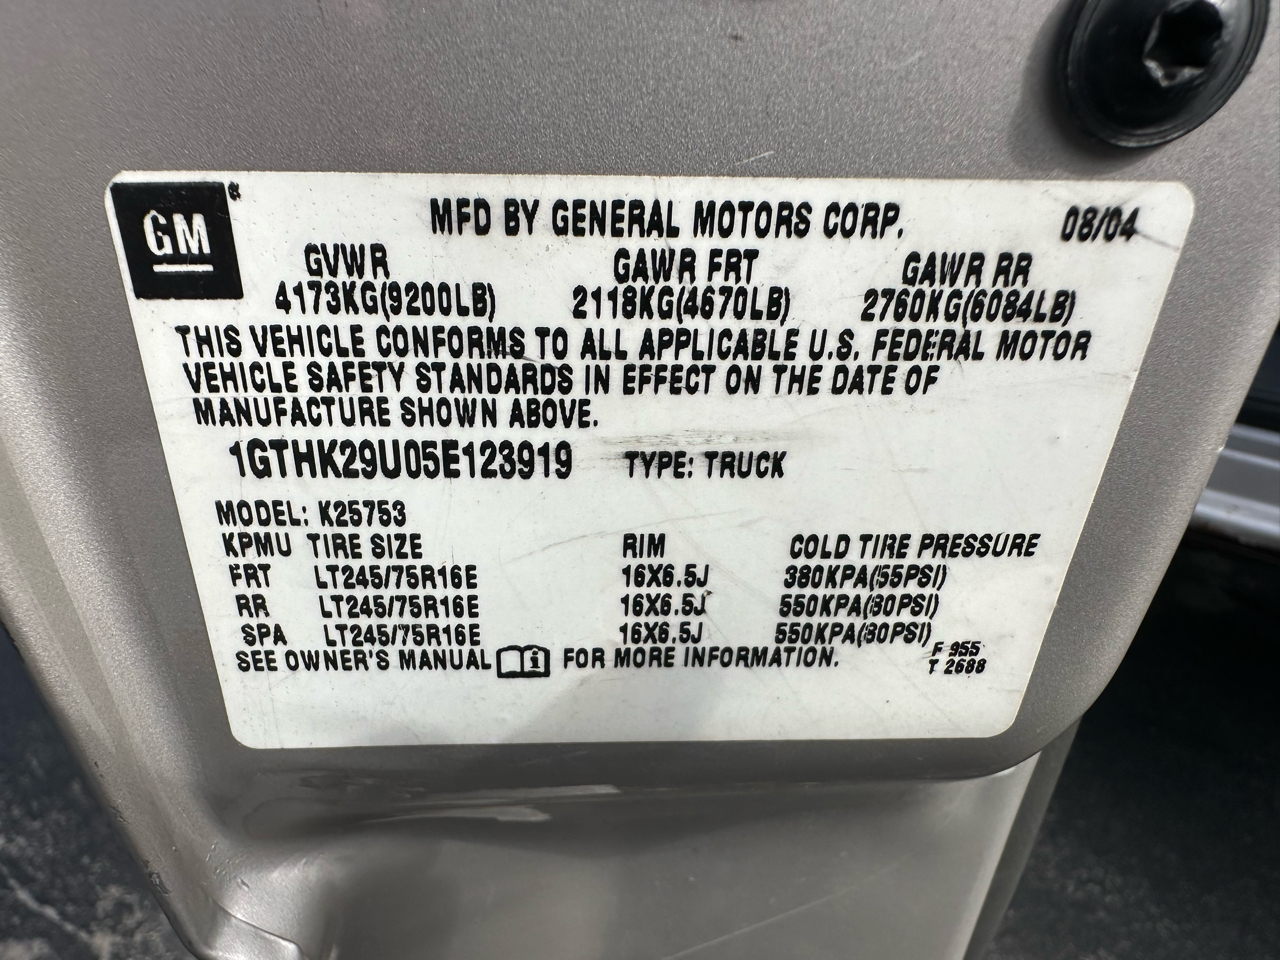 GM®
MFD BY GENERAL MOTORS CORP. 08/04
GVWR GAWR FRT GAWR RR
4173KG(9200LB) 2118KG(4670LB) 2760KG(6084LB)
THIS VEHICLE CONFORMS TO ALL APPLICABLE U.S. FEDERAL MOTOR
VEHICLE SAFETY STANDARDS IN EFFECT ON THE DATE OF
MANUFACTURE SHOWN ABOVE.
1GTHK29U05E123919 TYPE: TRUCK
MODEL: K25753
KPMU TIRE SIZE RIM COLD TIRE PRESSURE
FRT LT245/75R16E 16X6.5J 380KPA(55PSI)
RR LT245/75R16E 16X6.5J 550KPA(80PSI)
SPA LT245/75R16E 16X6.5J 550KPA(80PSI)
SEE OWNER'S MANUAL FOR MORE INFORMATION.
F 955
T 2688